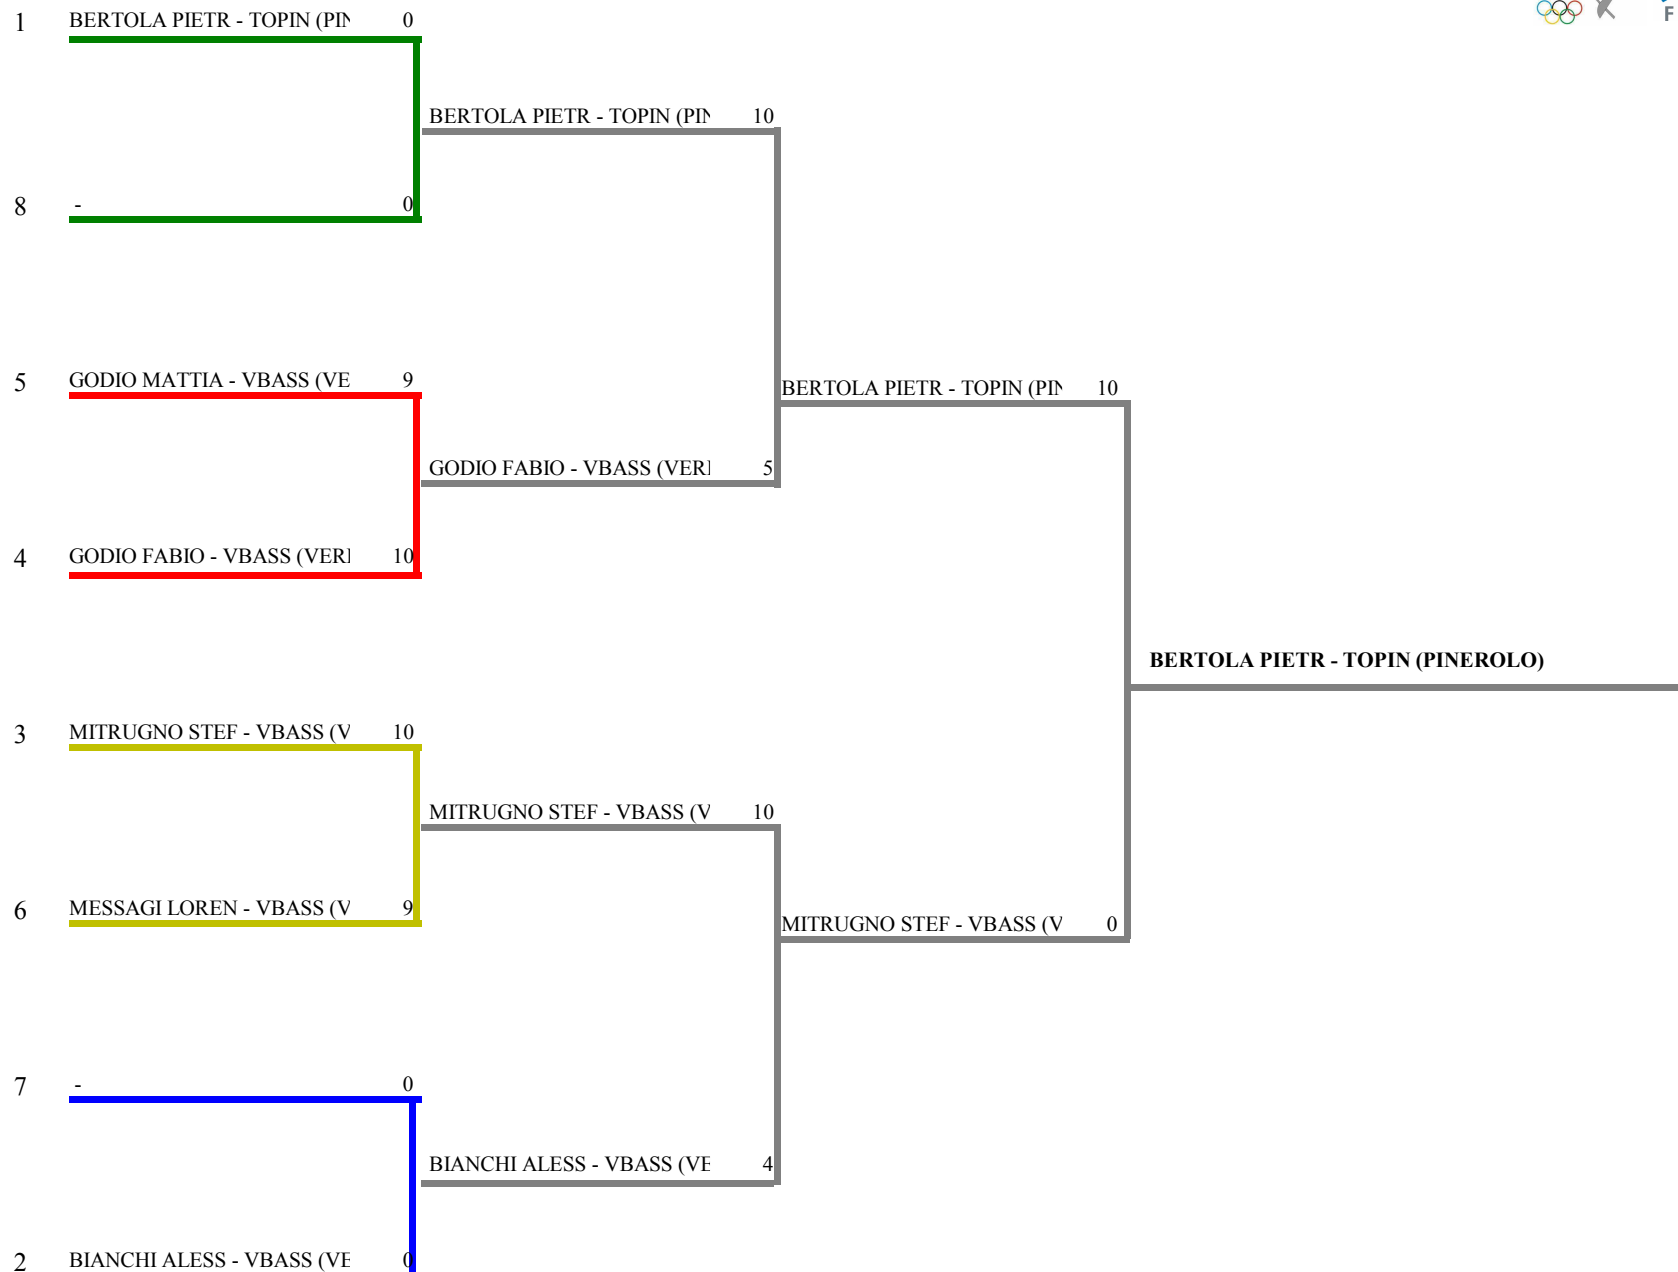 1 BERTOLA PIETR - TOPIN (PIN 0
F
BERTOLA PIETR - TOPIN (PIN 10
8 - 0
5 GODIO MATTIA - VBASS (VE 9
BERTOLA PIETR - TOPIN (PIN 10
GODIO FABIO - VBASS (VER 5
4 GODIO FABIO - VBASS (VER 10
BERTOLA PIETR - TOPIN (PINEROLO)
3 MITRUGNO STEF - VBASS (V 10
MITRUGNO STEF - VBASS (V 10
6 MESSAGI LOREN - VBASS (V 9
MITRUGNO STEF - VBASS (V 0
7 - 0
BIANCHI ALESS - VBASS (VE 4
2 BIANCHI ALESS - VBASS (VE 0